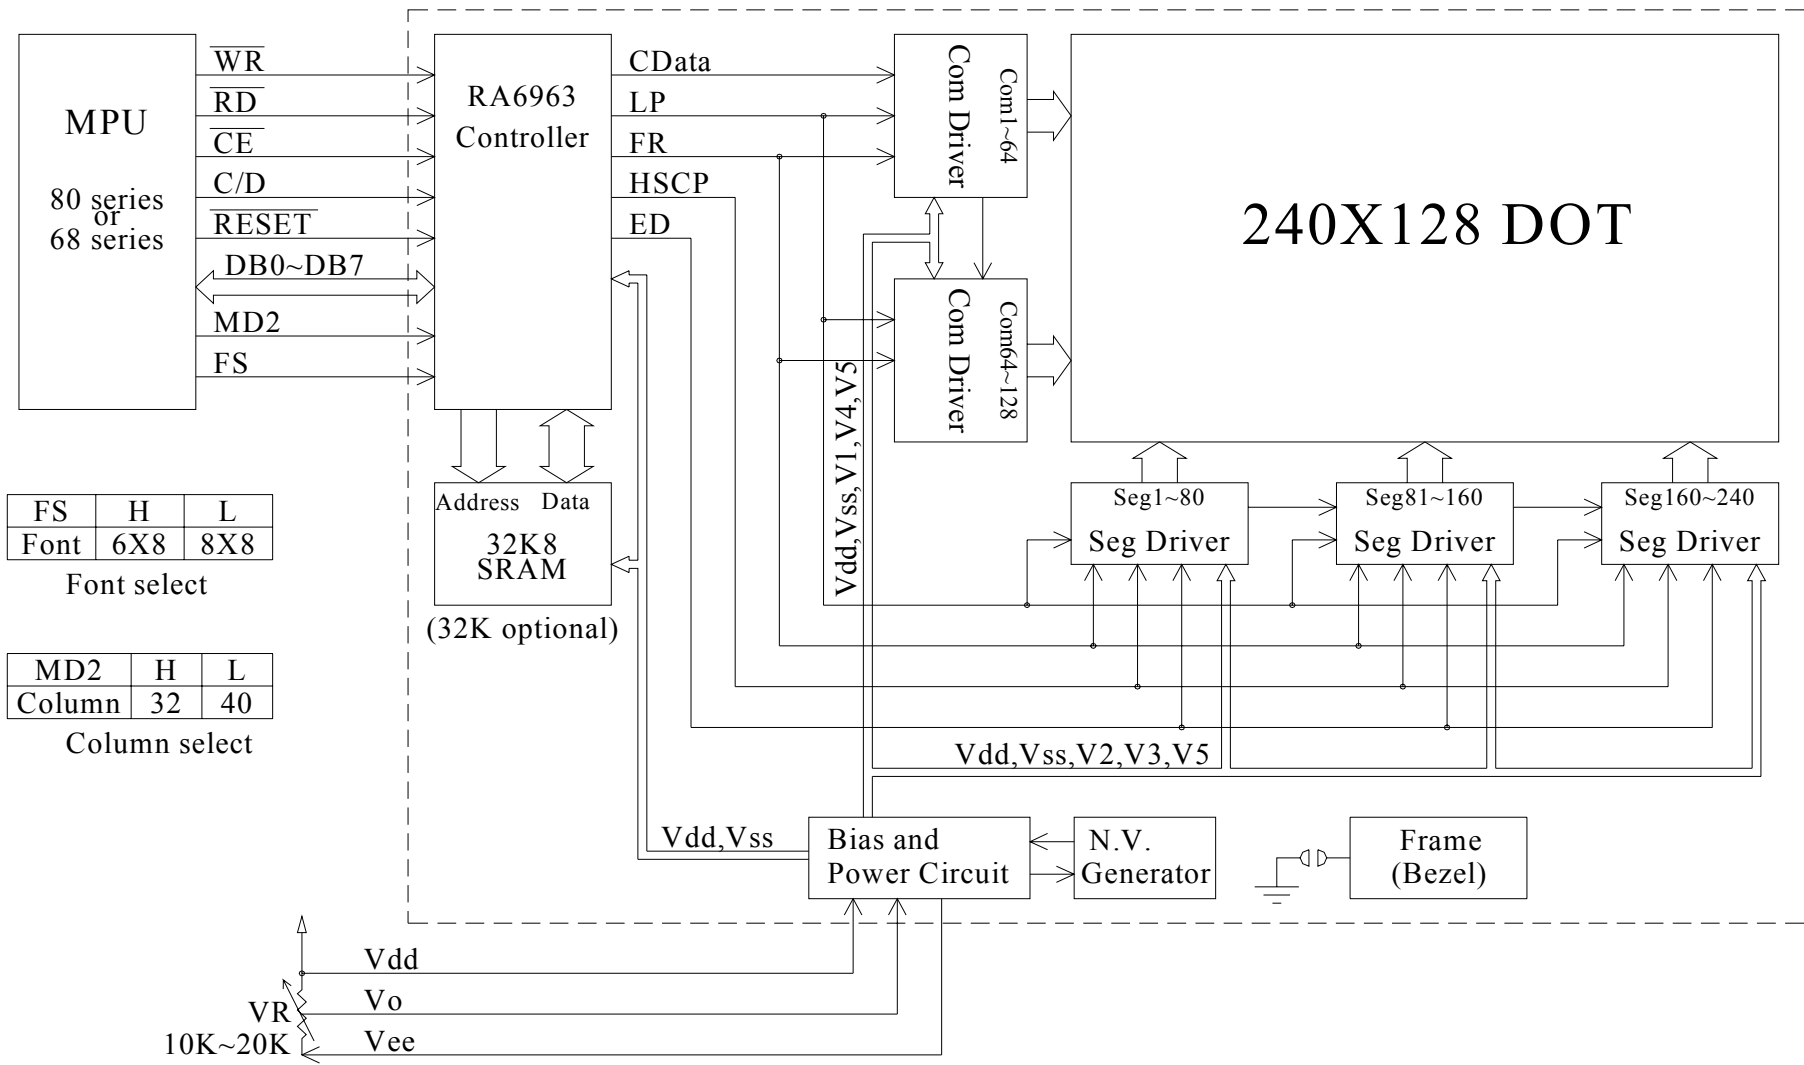 MPU
80 series
or
68 series
WR
RD
CE
C/D
RESET
DB0~DB7
MD2
FS
RA6963
Controller
CData
LP
FR
HSCP
ED
Com Driver
Com1~64
Com Driver
Com64~128
240X128 DOT
Address Data
32K8
SRAM
(32K optional)
Vdd,Vss,V1,V4,V5
Seg1~80
Seg Driver
Seg81~160
Seg Driver
Seg160~240
Seg Driver
FS H L
Font 6X8 8X8
Font select
MD2 H L
Column 32 40
Column select
Vdd,Vss,V2,V3,V5
Vdd,Vss
Bias and
Power Circuit
N.V.
Generator
Frame
(Bezel)
Vdd
Vo
Vee
VR
10K~20K